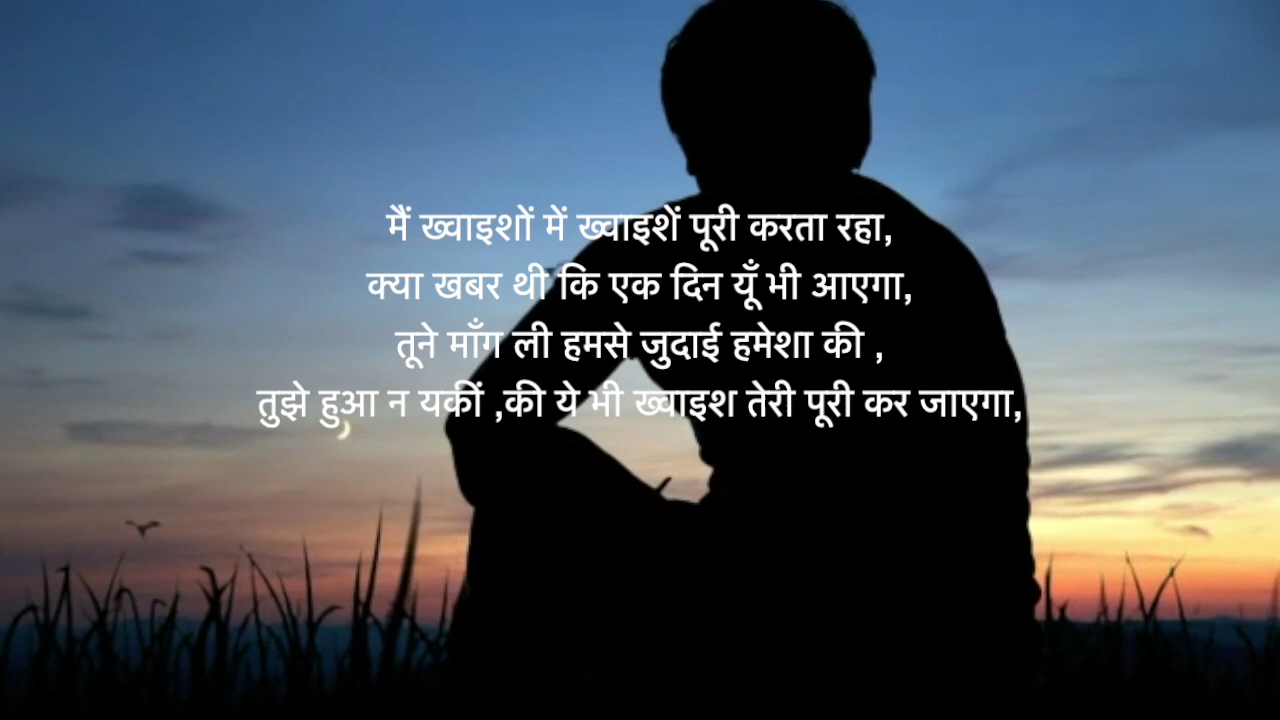 मैं ख्वाइशों में ख्वाइशें पूरी करता रहा,
क्या खबर थी कि एक दिन यूँ भी आएगा,
तूने माँग ली हमसे जुदाई हमेशा की ,
तुझे हुआ न यकीं ,की ये भी ख्वाइश तेरी पूरी कर जाएगा,